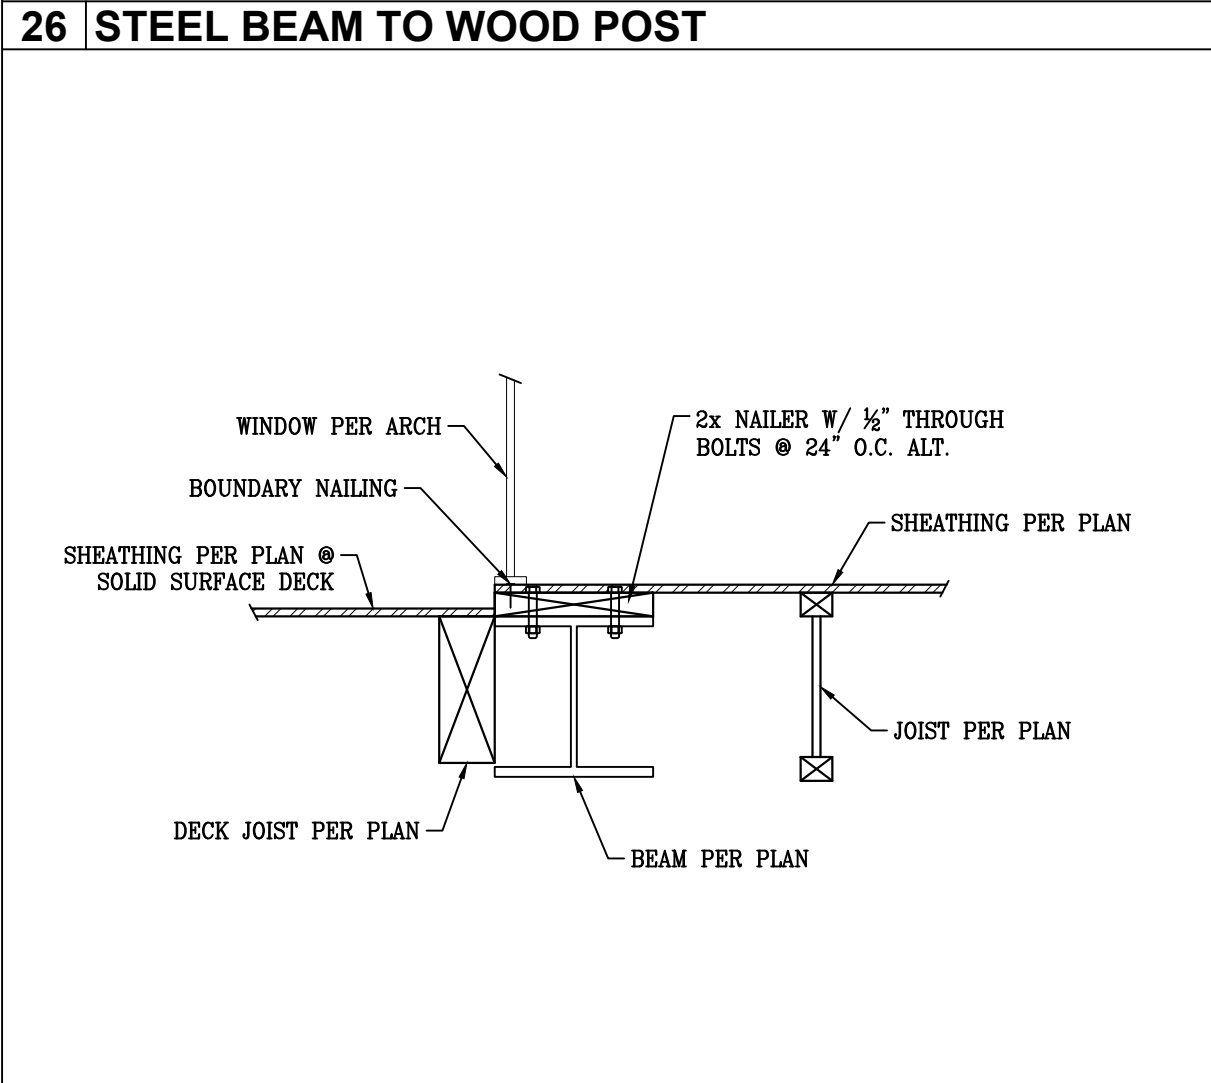 26 STEEL BEAM TO WOOD POST
WINDOW PER ARCH
2x NAILER W/ ½" THROUGH
BOLTS @ 24" O.C. ALT.
BOUNDARY NAILING
SHEATHING PER PLAN
SHEATHING PER PLAN @
SOLID SURFACE DECK
JOIST PER PLAN
DECK JOIST PER PLAN
BEAM PER PLAN